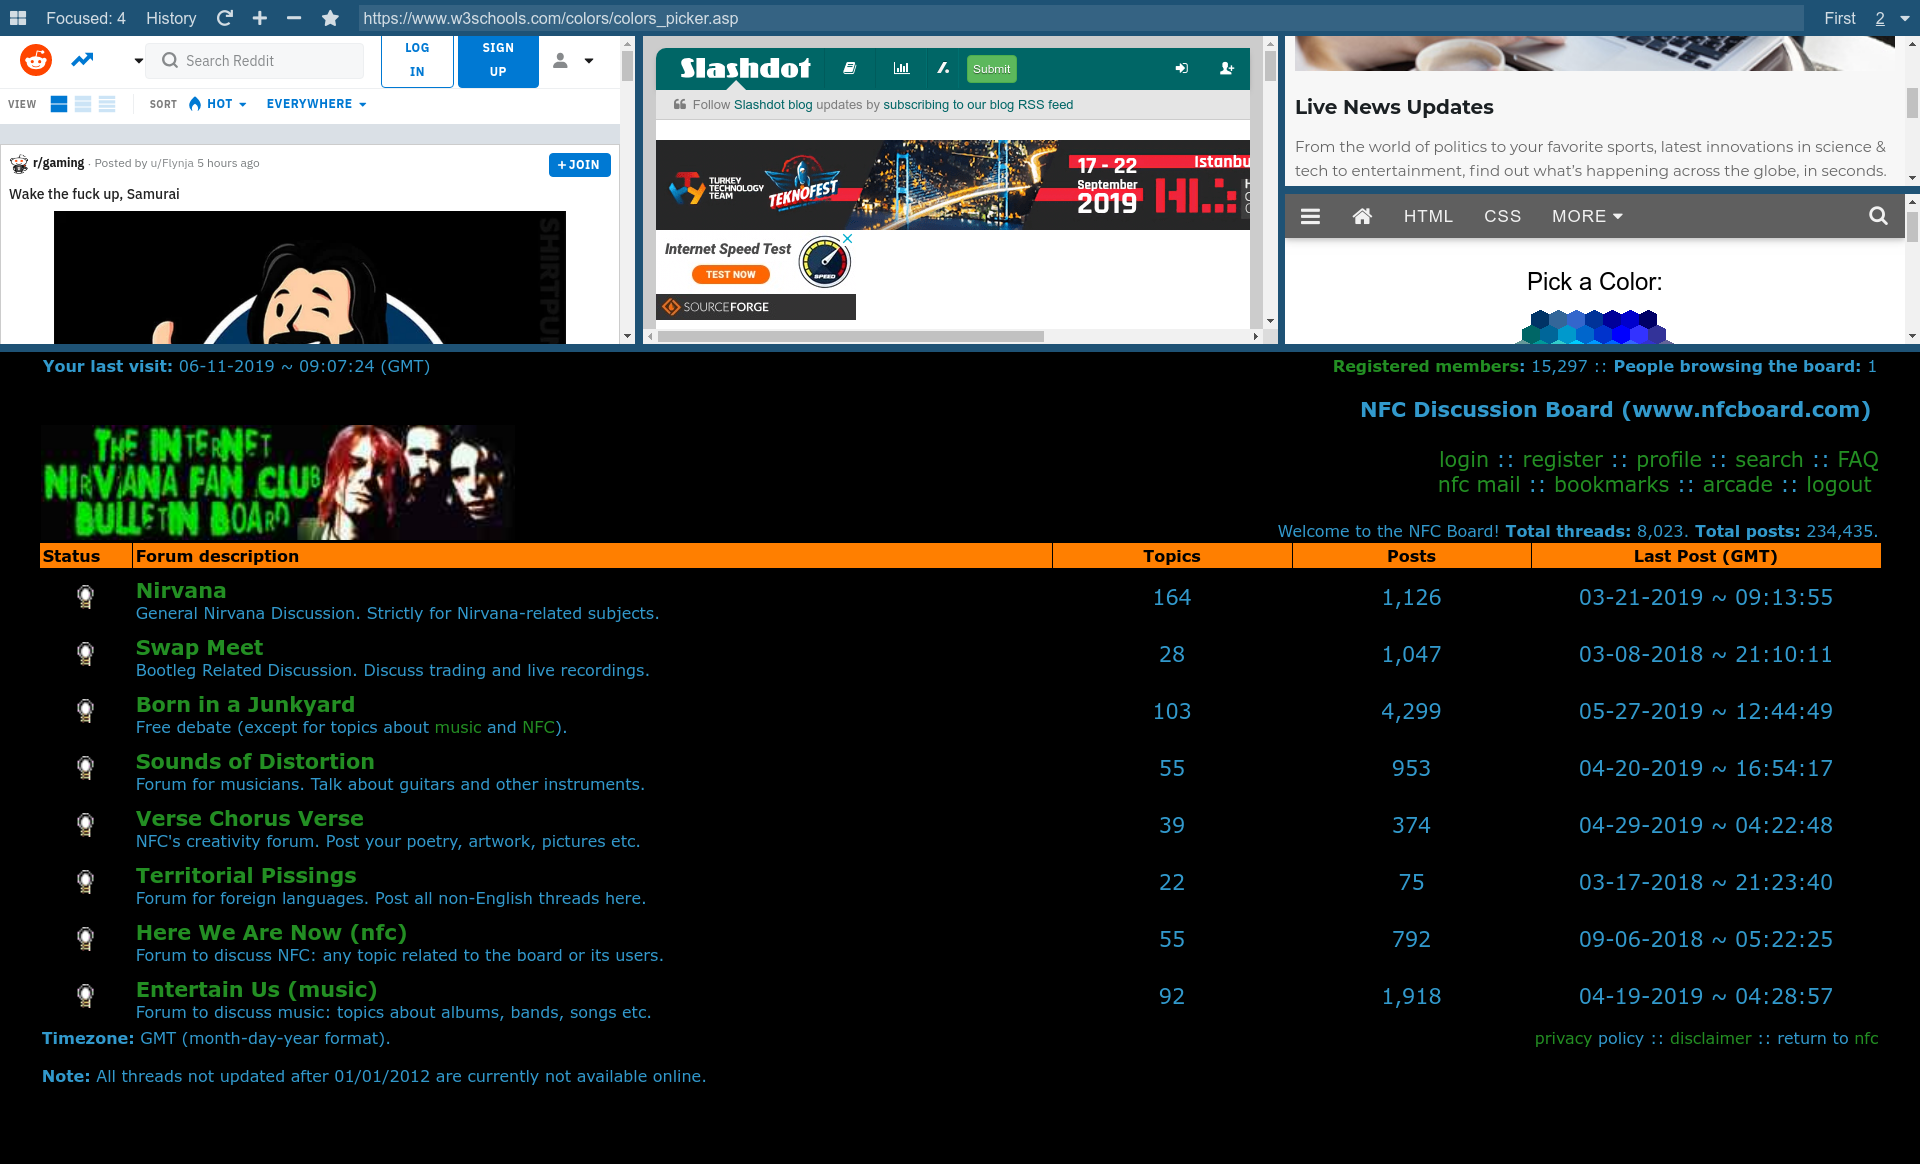 Focused: 4 History https://www.w3schools.com/colors/colors_picker.asp First 2
Search Reddit LOG IN SIGN UP
VIEW SORT HOT EVERYWHERE
r/gaming · Posted by u/Flynja 5 hours ago + JOIN
Wake the fuck up, Samurai
Slashdot Submit
Follow Slashdot blog updates by subscribing to our blog RSS feed
TURKEY TECHNOLOGY TEAM TEKNOFEST 17 - 22 September 2019 Istanbu
Internet Speed Test
TEST NOW SPEED
SOURCEFORGE
Live News Updates
From the world of politics to your favorite sports, latest innovations in science &
tech to entertainment, find out what's happening across the globe, in seconds.
HTML CSS MORE
Pick a Color:
Your last visit: 06-11-2019 ~ 09:07:24 (GMT) Registered members: 15,297 :: People browsing the board: 1
NFC Discussion Board (www.nfcboard.com)
THE INTERNET
NIRVANA FAN CLUB
BULLETIN BOARD
login :: register :: profile :: search :: FAQ
nfc mail :: bookmarks :: arcade :: logout
Welcome to the NFC Board! Total threads: 8,023. Total posts: 234,435.
Status Forum description Topics Posts Last Post (GMT)
Nirvana 164 1,126 03-21-2019 ~ 09:13:55
General Nirvana Discussion. Strictly for Nirvana-related subjects.
Swap Meet 28 1,047 03-08-2018 ~ 21:10:11
Bootleg Related Discussion. Discuss trading and live recordings.
Born in a Junkyard 103 4,299 05-27-2019 ~ 12:44:49
Free debate (except for topics about music and NFC).
Sounds of Distortion 55 953 04-20-2019 ~ 16:54:17
Forum for musicians. Talk about guitars and other instruments.
Verse Chorus Verse 39 374 04-29-2019 ~ 04:22:48
NFC's creativity forum. Post your poetry, artwork, pictures etc.
Territorial Pissings 22 75 03-17-2018 ~ 21:23:40
Forum for foreign languages. Post all non-English threads here.
Here We Are Now (nfc) 55 792 09-06-2018 ~ 05:22:25
Forum to discuss NFC: any topic related to the board or its users.
Entertain Us (music) 92 1,918 04-19-2019 ~ 04:28:57
Forum to discuss music: topics about albums, bands, songs etc.
Timezone: GMT (month-day-year format). privacy policy :: disclaimer :: return to nfc
Note: All threads not updated after 01/01/2012 are currently not available online.